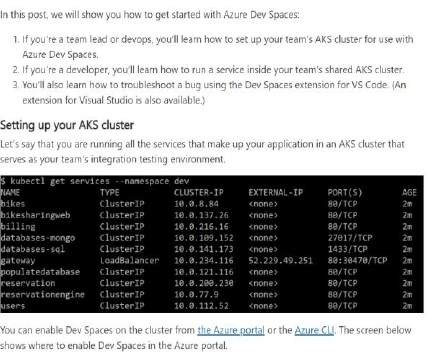 In this post, we will show you how to get started with Azure Dev Spaces:
1. If you're a team lead or devops, you'll learn how to set up your team's AKS cluster for use with
Azure Dev Spaces.
2. If you're a developer, you'll learn how to run a service inside your team's shared AKS cluster.
3. You'll also learn how to troubleshoot a bug using the Dev Spaces extension for VS Code. (An
extension for Visual Studio is also available.)
Setting up your AKS cluster
Let's say that you are running all the services that make up your application in an AKS cluster that
serves as your team's integration testing environment.
$ kubectl get services --namespace dev
NAME TYPE CLUSTER-IP EXTERNAL-IP PORT(S) AGE
bikes ClusterIP 10.0.8.84 <none> 80/TCP 2m
bikesharingweb ClusterIP 10.0.137.26 <none> 80/TCP 2m
billing ClusterIP 10.0.216.16 <none> 80/TCP 2m
databases-mongo ClusterIP 10.0.109.152 <none> 27017/TCP 2m
databases-sql ClusterIP 10.0.141.173 <none> 1433/TCP 2m
gateway LoadBalancer 10.0.234.116 52.229.49.251 80:30470/TCP 2m
populatedatabase ClusterIP 10.0.121.116 <none> 80/TCP 2m
reservation ClusterIP 10.0.200.230 <none> 80/TCP 2m
reservationengine ClusterIP 10.0.77.9 <none> 80/TCP 2m
users ClusterIP 10.0.112.52 <none> 80/TCP 2m
You can enable Dev Spaces on the cluster from the Azure portal or the Azure CLI. The screen below
shows where to enable Dev Spaces in the Azure portal.